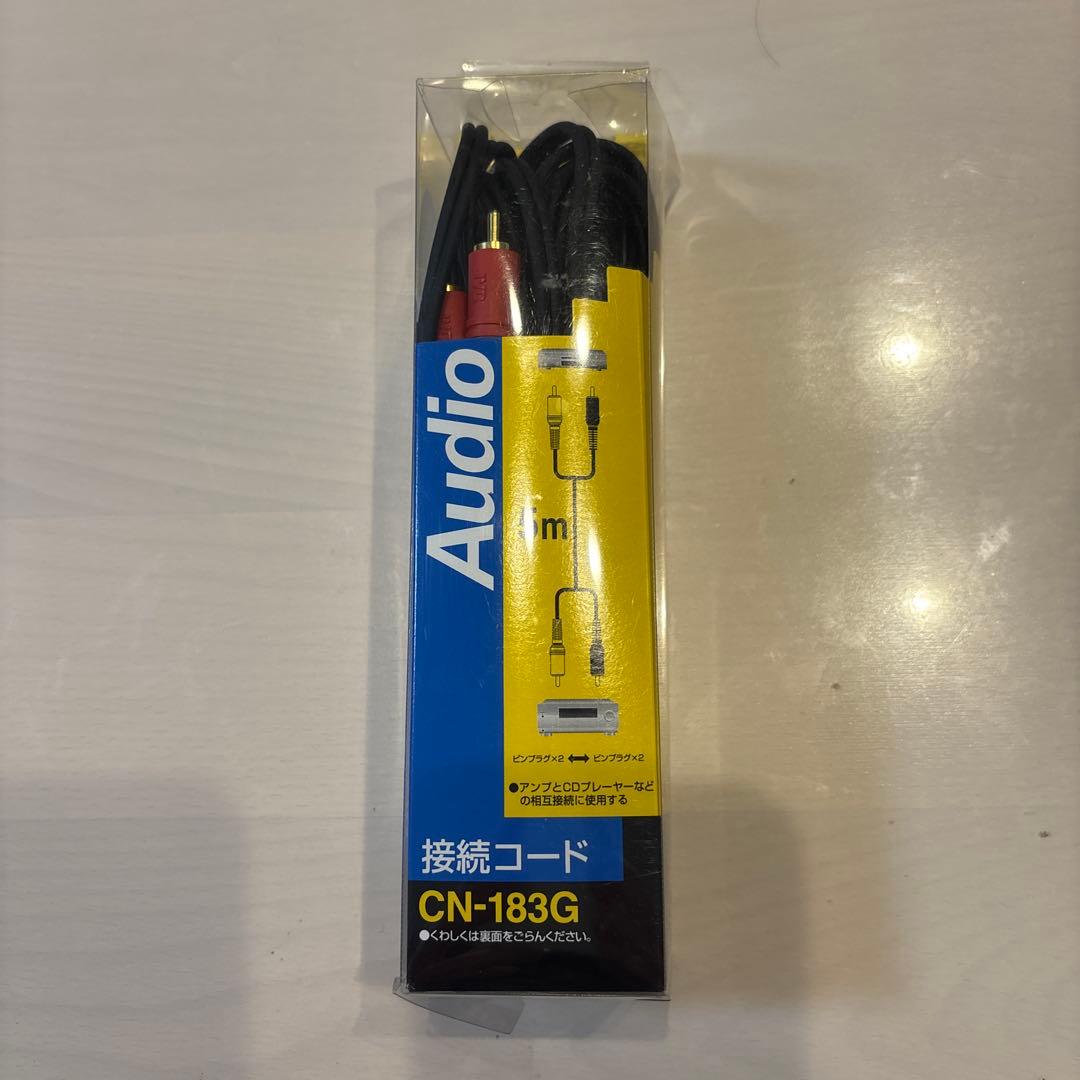 Audio
5m
ピンプラグ×2 ⟷ ピンプラグ×2
●アンプとCDプレーヤーなど
の相互接続に使用する
接続コード
CN-183G
●くわしくは裏面をごらんください。